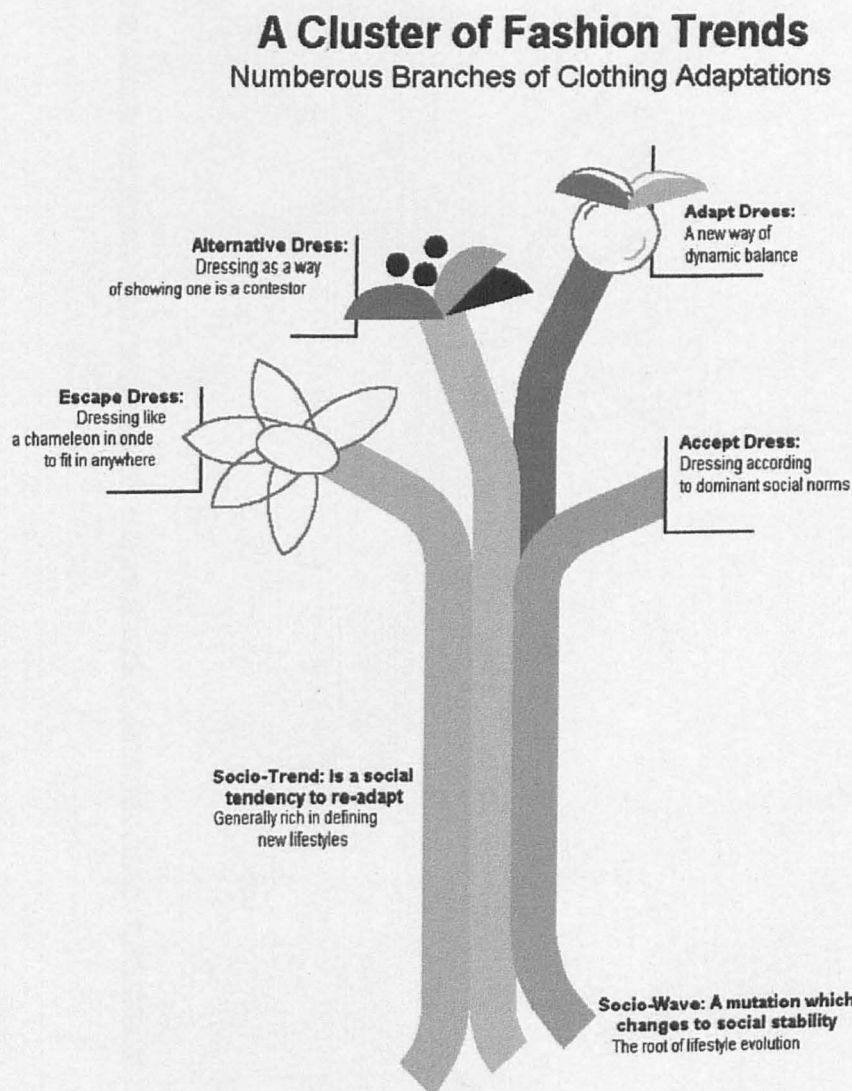 A Cluster of Fashion Trends
Numberous Branches of Clothing Adaptations
Adapt Dress:
A new way of
dynamic balance
Alternative Dress:
Dressing as a way
of showing one is a contestor
Escape Dress:
Dressing like
a chameleon in onde
to fit in anywhere
Accept Dress:
Dressing according
to dominant social norms
Socio-Trend: is a social
tendency to re-adapt
Generally rich in defining
new lifestyles
Socio-Wave: A mutation which
changes to social stability
The root of lifestyle evolution